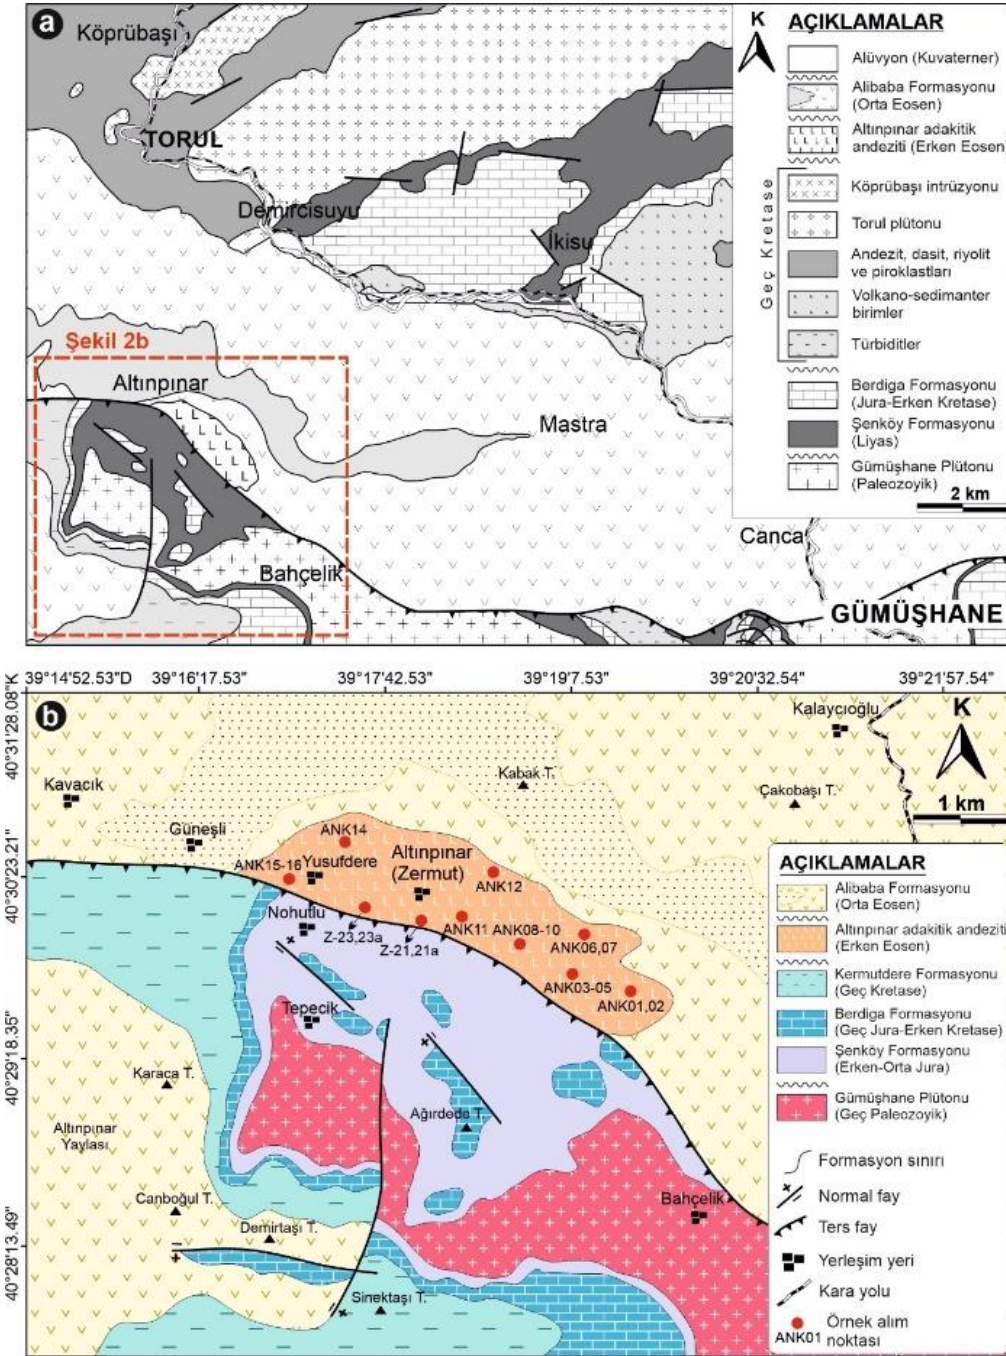 a
Köprübaşı
TORUL
Demircisuyu
İkisu
Şekil 2b
Altınpınar
Mastra
Bahçelik
Canca
GÜMÜŞHANE
K
AÇIKLAMALAR
Alüvyon (Kuvaterner)
Alibaba Formasyonu
(Orta Eosen)
Altınpınar adakitik
andeziti (Erken Eosen)
Geç Kretase
Köprübaşı intrüzyonu
Torul plütonu
Andezit, dasit, riyolit
ve piroklastları
Volkano-sedimanter
birimler
Türbiditler
Berdiga Formasyonu
(Jura-Erken Kretase)
Şenköy Formasyonu
(Liyas)
Gümüşhane Plütonu
(Paleozoyik)
2 km
b
39°14'52.53"D 39°16'17.53" 39°17'42.53" 39°19'7.53" 39°20'32.54" 39°21'57.54"
40°31'28.08"K
40°30'23.21"
40°29'18.35"
40°28'13.49"
Kalaycıoğlu
K
Kavacık
Kabak T.
Çakobaşı T.
1 km
Güneşli
ANK14
ANK15-16
Yusufdere
Altınpınar
(Zermut)
ANK12
Nohutlu
Z-23,23a
Z-21,21a
ANK11
ANK08-10
ANK06,07
ANK03-05
ANK01,02
Tepecik
Karaca T.
Ağırdede T.
Altınpınar
Yaylası
Canboğul T.
Demirtaşı T.
Bahçelik
Sinektaşı T.
AÇIKLAMALAR
Alibaba Formasyonu
(Orta Eosen)
Altınpınar adakitik andeziti
(Erken Eosen)
Kermutdere Formasyonu
(Geç Kretase)
Berdiga Formasyonu
(Geç Jura-Erken Kretase)
Şenköy Formasyonu
(Erken-Orta Jura)
Gümüşhane Plütonu
(Geç Paleozoyik)
Formasyon sınırı
Normal fay
Ters fay
Yerleşim yeri
Kara yolu
ANK01
Örnek alım
noktası